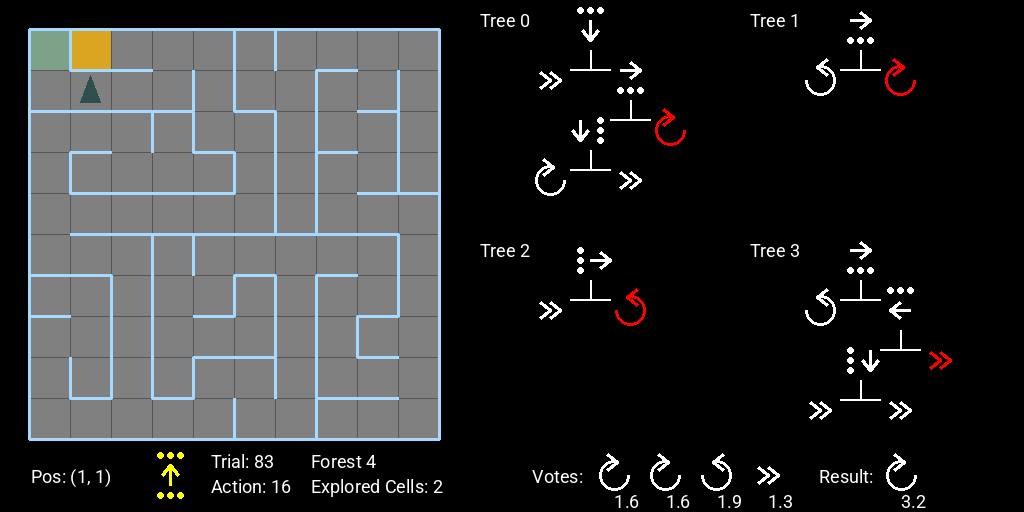 Tree 0
Tree 1
Tree 2
Tree 3
Pos: (1, 1)
Trial: 83
Forest 4
Action: 16
Explored Cells: 2
Votes:
1.6
1.6
1.9
1.3
Result:
3.2